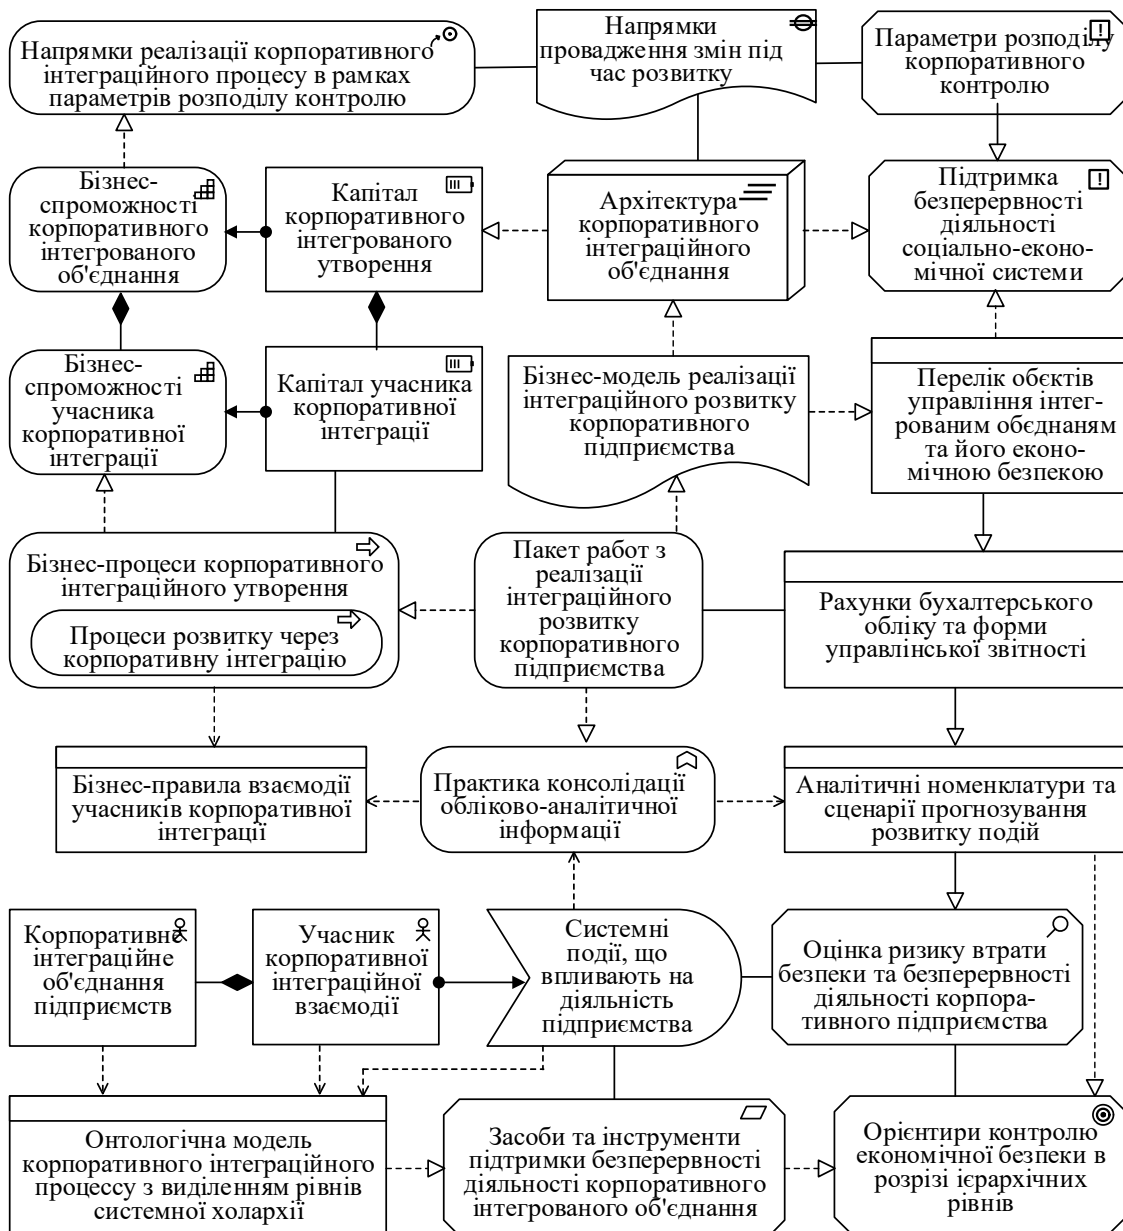 Напрямки реалізації корпоративного
інтеграційного процесу в рамках
параметрів розподілу контролю
Напрямки
провадження змін під
час розвитку
Параметри розподілу
корпоративного
контролю
Бізнес-
спроможності
корпоративного
інтегрованого
об'єднання
Капітал
корпоративного
інтегрованого
утворення
Архітектура
корпоративного
інтеграційного
об'єднання
Підтримка
безперервності
діяльності
соціально-еконо-
мічної системи
Бізнес-
спроможності
учасника
корпоративної
інтеграції
Капітал учасника
корпоративної
інтеграції
Бізнес-модель реалізації
інтеграційного розвитку
корпоративного
підприємства
Перелік обєктів
управління інтег-
рованим обєднаням
та його еконо-
мічною безпекою
Бізнес-процеси корпоративного
інтеграційного утворення
Процеси розвитку через
корпоративну інтеграцію
Пакет работ з
реалізації
інтеграційного
розвитку
корпоративного
підприємства
Рахунки бухгалтерського
обліку та форми
управлінської звітності
Бізнес-правила взаємодії
учасників корпоративної
інтеграції
Практика консолідації
обліково-аналітичної
інформації
Аналітичні номенклатури та
сценарії прогнозування
розвитку подій
Корпоративне
інтеграційне
об'єднання
підприємств
Учасник
корпоративної
інтеграційної
взаємодії
Системні
події, що
впливають на
діяльність
підприємства
Оцінка ризику втрати
безпеки та безперервності
діяльності корпора-
тивного підприємства
Онтологічна модель
корпоративного інтеграційного
процессу з виділенням рівнів
системної холархії
Засоби та інструменти
підтримки безперервності
діяльності корпоративного
інтегрованого об'єднання
Орієнтири контролю
економічної безпеки в
розрізі ієрархічних
рівнів